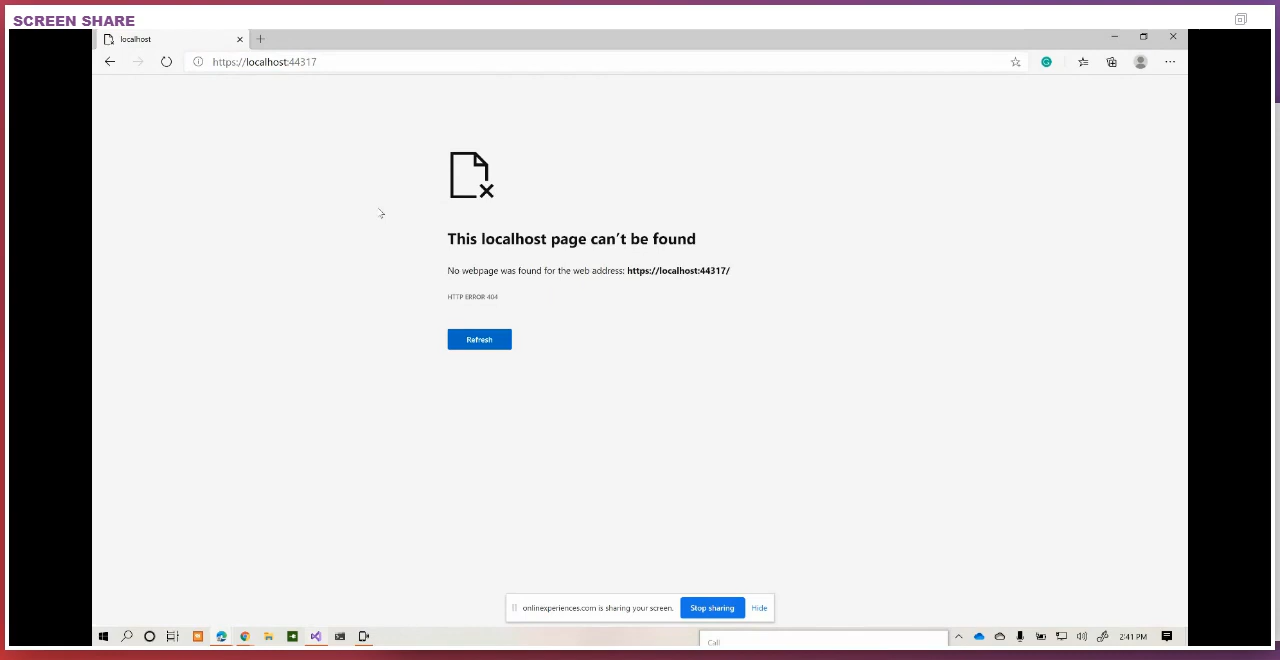 SCREEN SHARE
localhost
https://localhost:44317
This localhost page can't be found
No webpage was found for the web address: https://localhost:44317/
HTTP ERROR 404
Refresh
onlinexperiences.com is sharing your screen.
Stop sharing
Hide
Call
2:41 PM